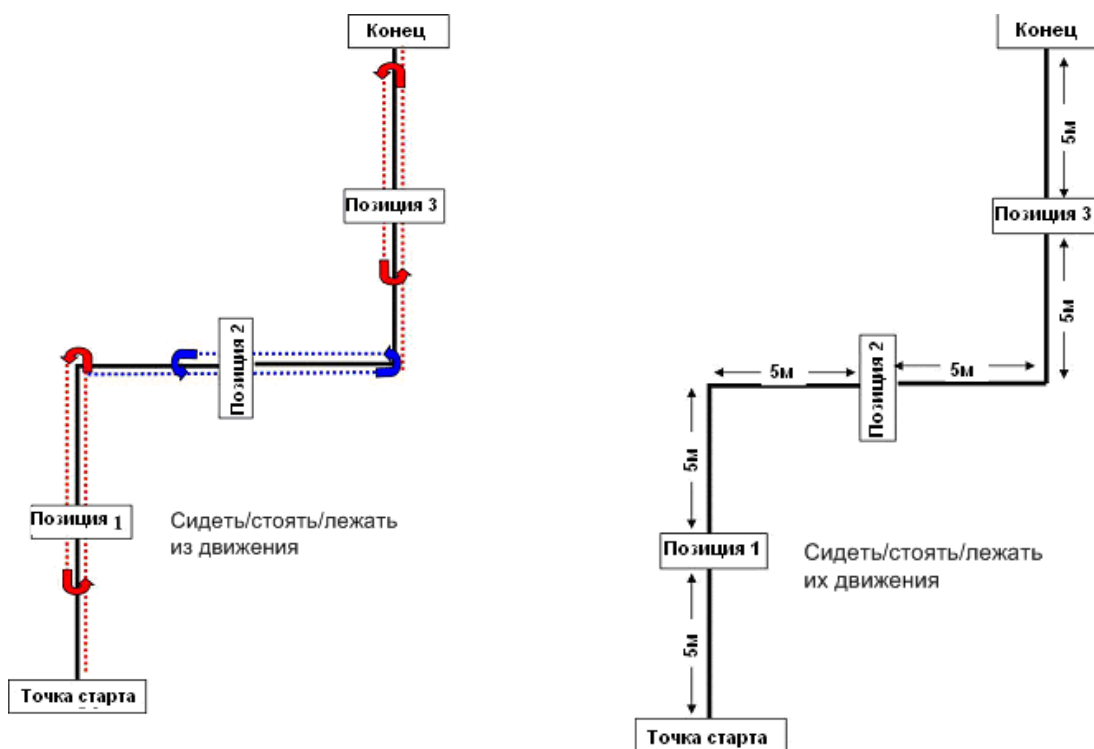 Конец
Позиция 3
Позиция 2
Позиция 1
Сидеть/стоять/лежать
из движения
Точка старта
Конец
5м
Позиция 3
5м
5м
Позиция 2
5м
5м
Позиция 1
Сидеть/стоять/лежать
их движения
5м
Точка старта